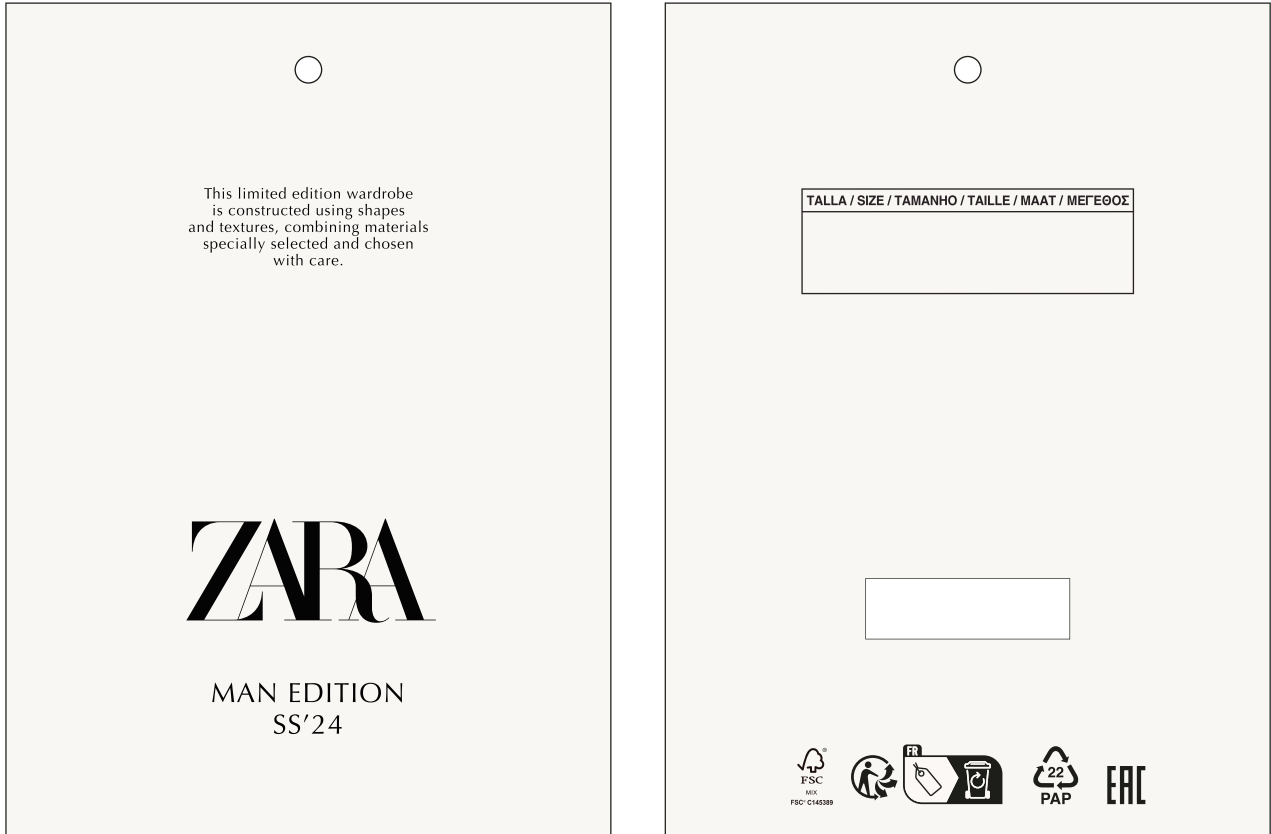 This limited edition wardrobe
is constructed using shapes
and textures, combining materials
specially selected and chosen
with care.
ZARA
MAN EDITION
SS'24
TALLA / SIZE / TAMANHO / TAILLE / MAAT / ΜΕΓΕΘΟΣ
FSC®
MIX
FSC® C145389
FR
22
PAP
EAC